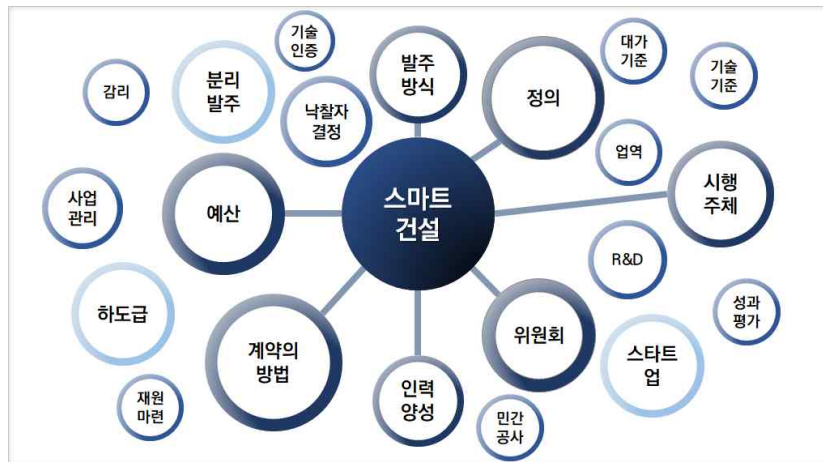 기술
인증
발주
방식
대가
기준
기술
기준
감리
분리
발주
낙찰자
결정
정의
업역
사업
관리
예산
스마트
건설
시행
주체
R&D
하도급
계약의
방법
인력
양성
위원회
스타트
업
성과
평가
재원
마련
민간
공사